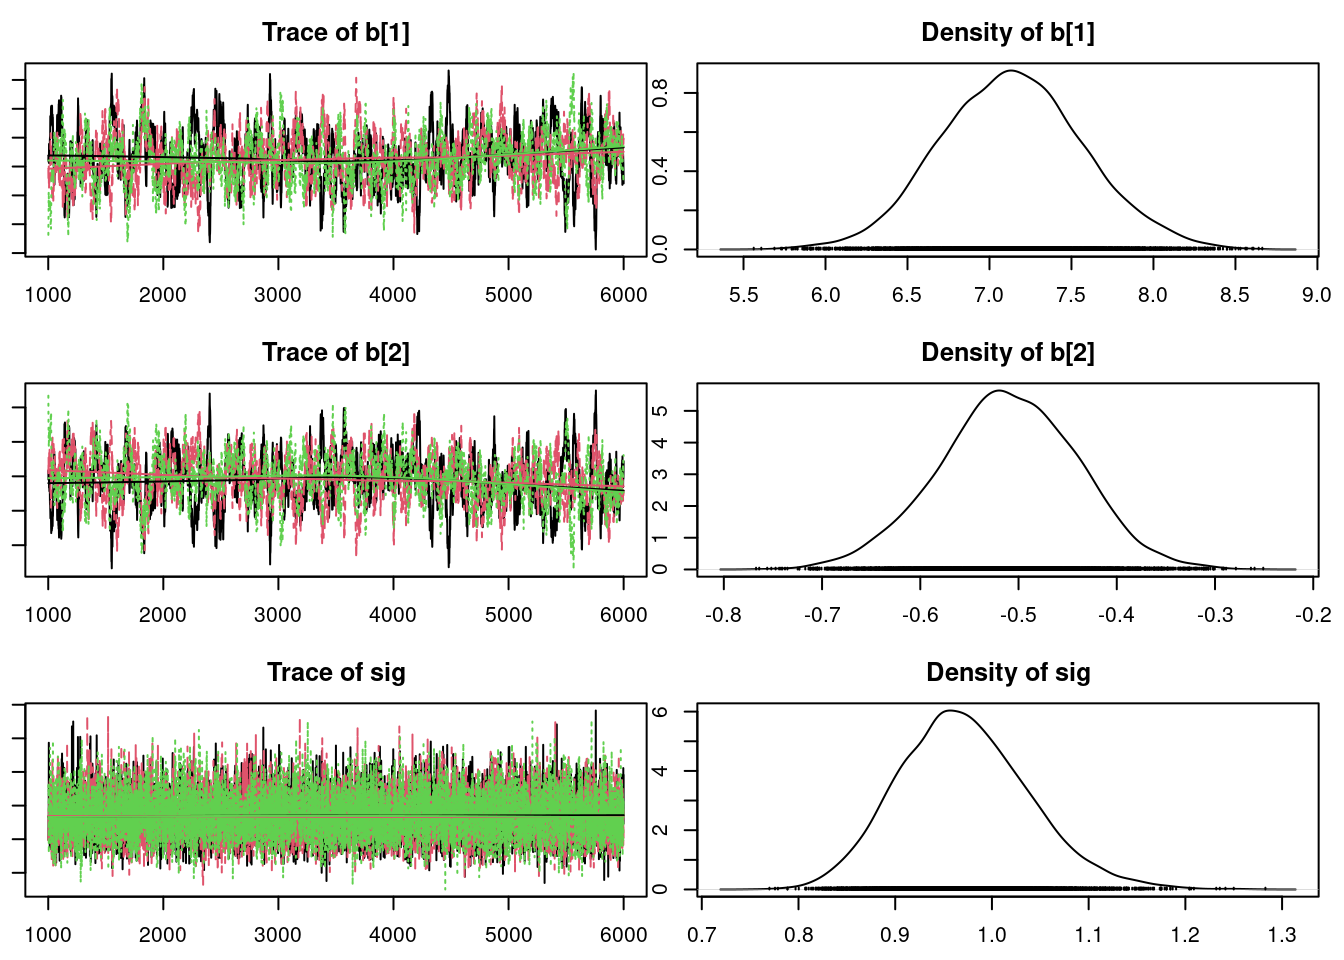 Trace of b[1]
Density of b[1]
0.0 0.4 0.8
1000 2000 3000 4000 5000 6000
5.5 6.0 6.5 7.0 7.5 8.0 8.5 9.0
Trace of b[2]
Density of b[2]
0 1 2 3 4 5
1000 2000 3000 4000 5000 6000
-0.8 -0.7 -0.6 -0.5 -0.4 -0.3 -0.2
Trace of sig
Density of sig
0 2 4 6
1000 2000 3000 4000 5000 6000
0.7 0.8 0.9 1.0 1.1 1.2 1.3